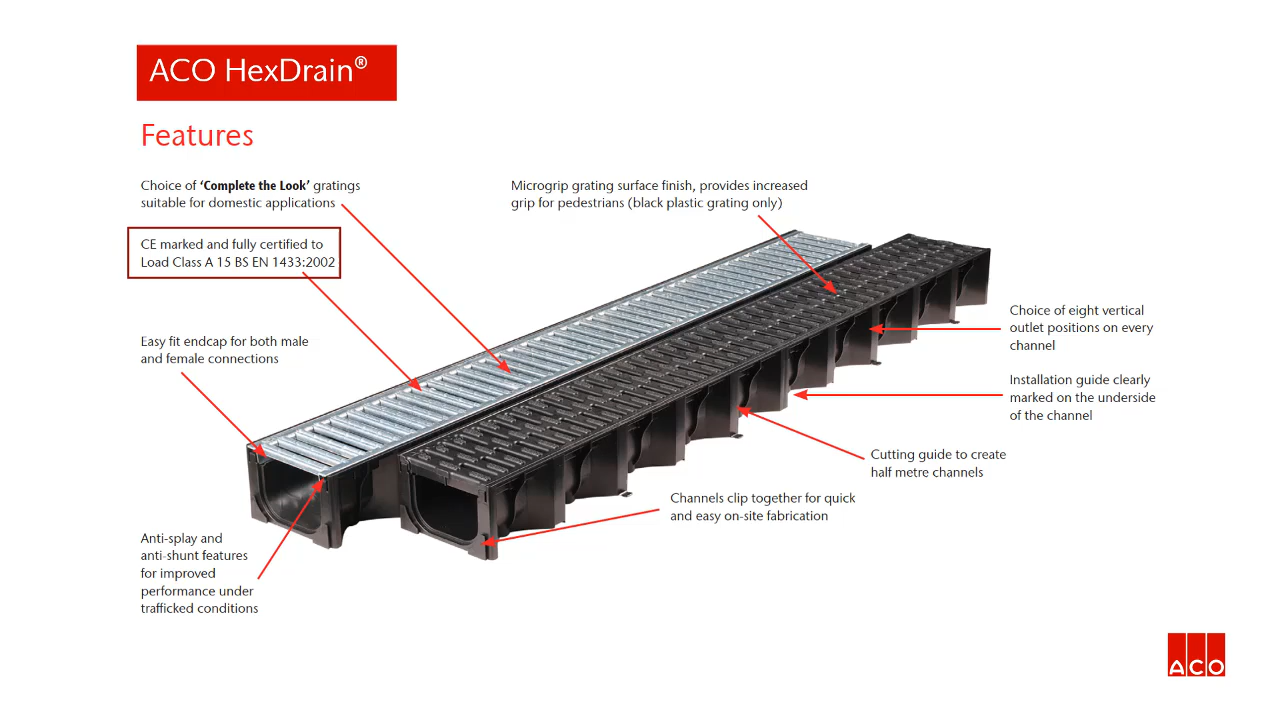 ACO HexDrain®
Features
Choice of ‘Complete the Look’ gratings
suitable for domestic applications
Microgrip grating surface finish, provides increased
grip for pedestrians (black plastic grating only)
CE marked and fully certified to
Load Class A 15 BS EN 1433:2002
Easy fit endcap for both male
and female connections
Choice of eight vertical
outlet positions on every
channel
Installation guide clearly
marked on the underside
of the channel
Cutting guide to create
half metre channels
Channels clip together for quick
and easy on-site fabrication
Anti-splay and
anti-shunt features
for improved
performance under
trafficked conditions
ACO